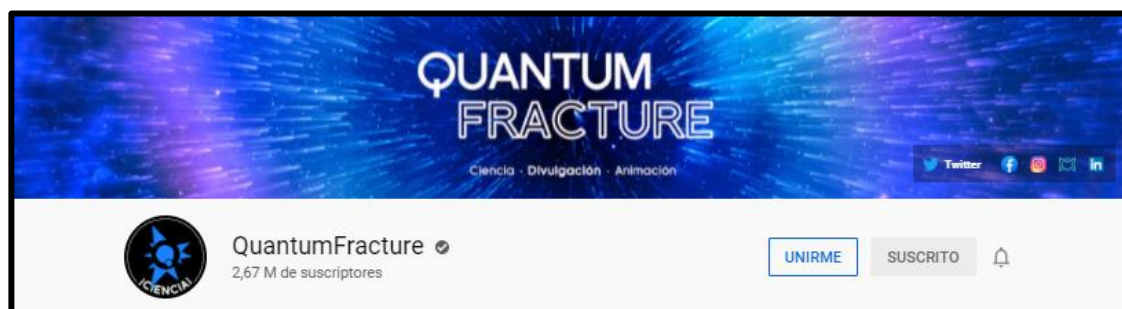 QUANTUM
FRACTURE
Ciencia · Divulgación · Animación
Twitter
¡CIENCIA!
QuantumFracture
2,67 M de suscriptores
UNIRME
SUSCRITO